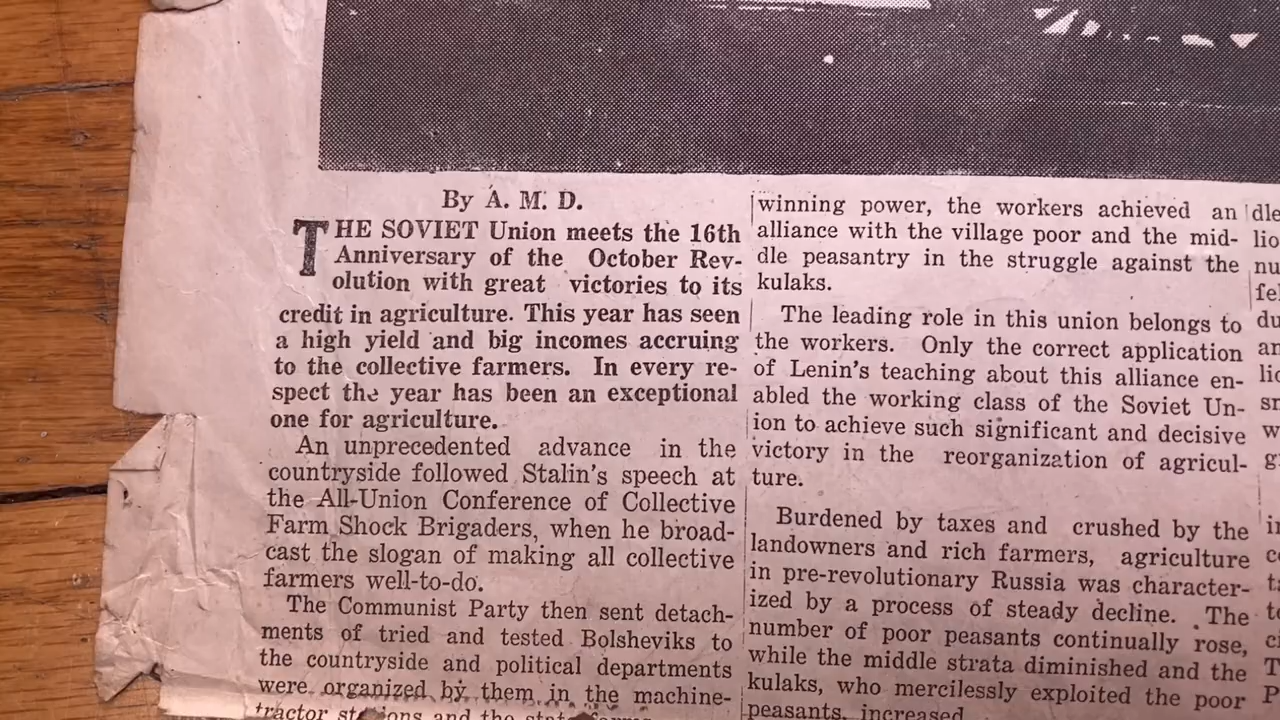 By A. M. D.
THE SOVIET Union meets the 16th
Anniversary of the October Rev-
olution with great victories to its
credit in agriculture. This year has seen
a high yield and big incomes accruing
to the collective farmers. In every re-
spect the year has been an exceptional
one for agriculture.
An unprecedented advance in the
countryside followed Stalin's speech at
the All-Union Conference of Collective
Farm Shock Brigaders, when he broad-
cast the slogan of making all collective
farmers well-to-do.
The Communist Party then sent detach-
ments of tried and tested Bolsheviks to
the countryside and political departments
were organized by them in the machine-
tractor stations and the state
winning power, the workers achieved an
alliance with the village poor and the mid-
dle peasantry in the struggle against the
kulaks.
The leading role in this union belongs to
the workers. Only the correct application
of Lenin's teaching about this alliance en-
abled the working class of the Soviet Un-
ion to achieve such significant and decisive
victory in the reorganization of agricul-
ture.
Burdened by taxes and crushed by the
landowners and rich farmers, agriculture
in pre-revolutionary Russia was character-
ized by a process of steady decline. The
number of poor peasants continually rose,
while the middle strata diminished and the
kulaks, who mercilessly exploited the poor
peasants, increased